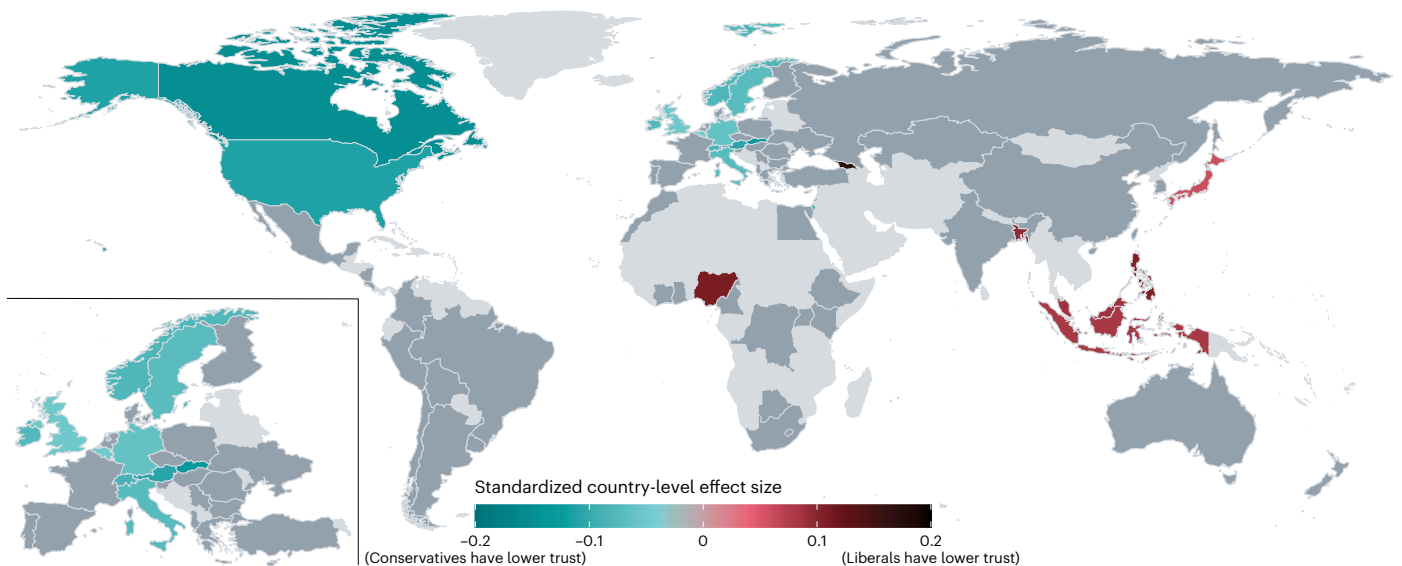 Standardized country-level effect size
−0.2 −0.1 0 0.1 0.2
(Conservatives have lower trust) (Liberals have lower trust)